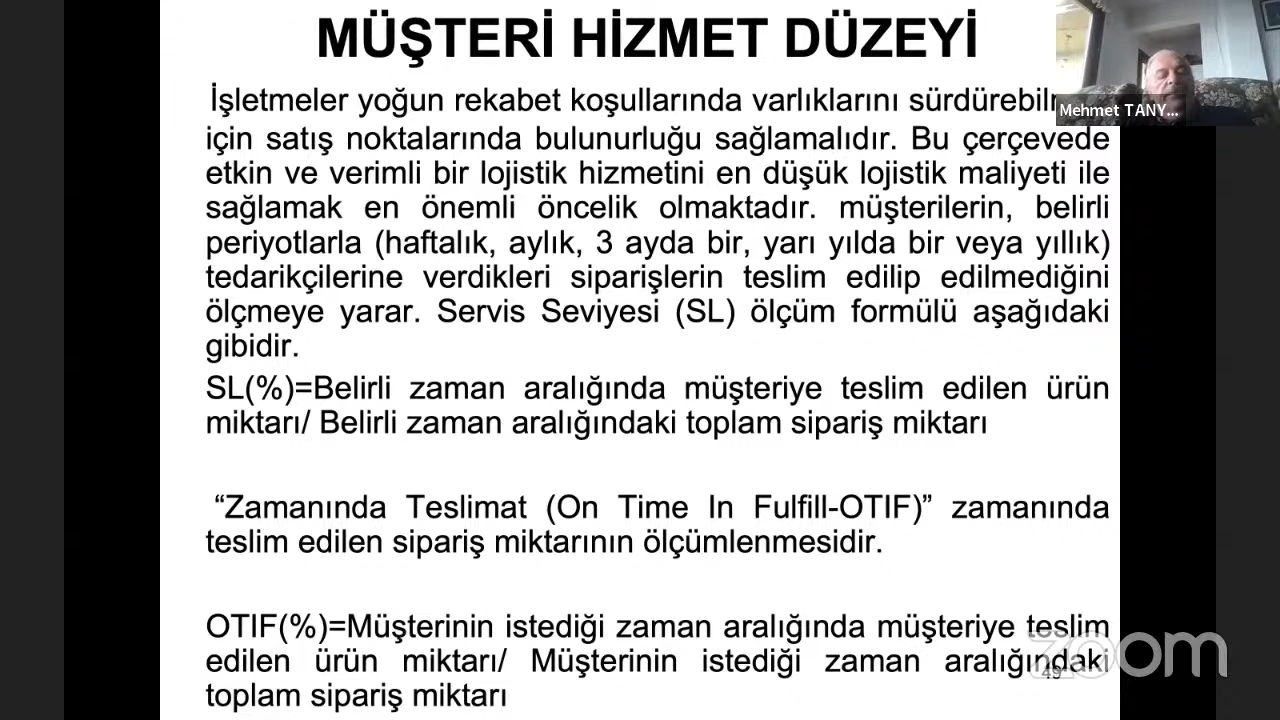 MÜŞTERİ HİZMET DÜZEYİ
İşletmeler yoğun rekabet koşullarında varlıklarını
için satış noktalarında bulunurluğu sağlamalıdır. Bu çerçevede
etkin ve verimli bir lojistik hizmetini en düşük lojistik maliyeti ile
sağlamak en önemli öncelik olmaktadır. müşterilerin, belirli
periyotlarla (haftalık, aylık, 3 ayda bir, yarı yılda bir veya yıllık)
tedarikçilerine verdikleri siparişlerin teslim edilip edilmediğini
ölçmeye yarar. Servis Seviyesi (SL) ölçüm formülü aşağıdaki
gibidir.
SL(%)=Belirli zaman aralığında müşteriye teslim edilen ürün
miktarı/ Belirli zaman aralığındaki toplam sipariş miktarı
“Zamanında Teslimat (On Time In Fulfill-OTIF)” zamanında
teslim edilen sipariş miktarının ölçümlenmesidir.
OTIF(%)=Müşterinin istediği zaman aralığında müşteriye teslim
edilen ürün miktarı/ Müşterinin istediği zaman aralığındaki
toplam sipariş miktarı
Mehmet TANY...
49
zoom